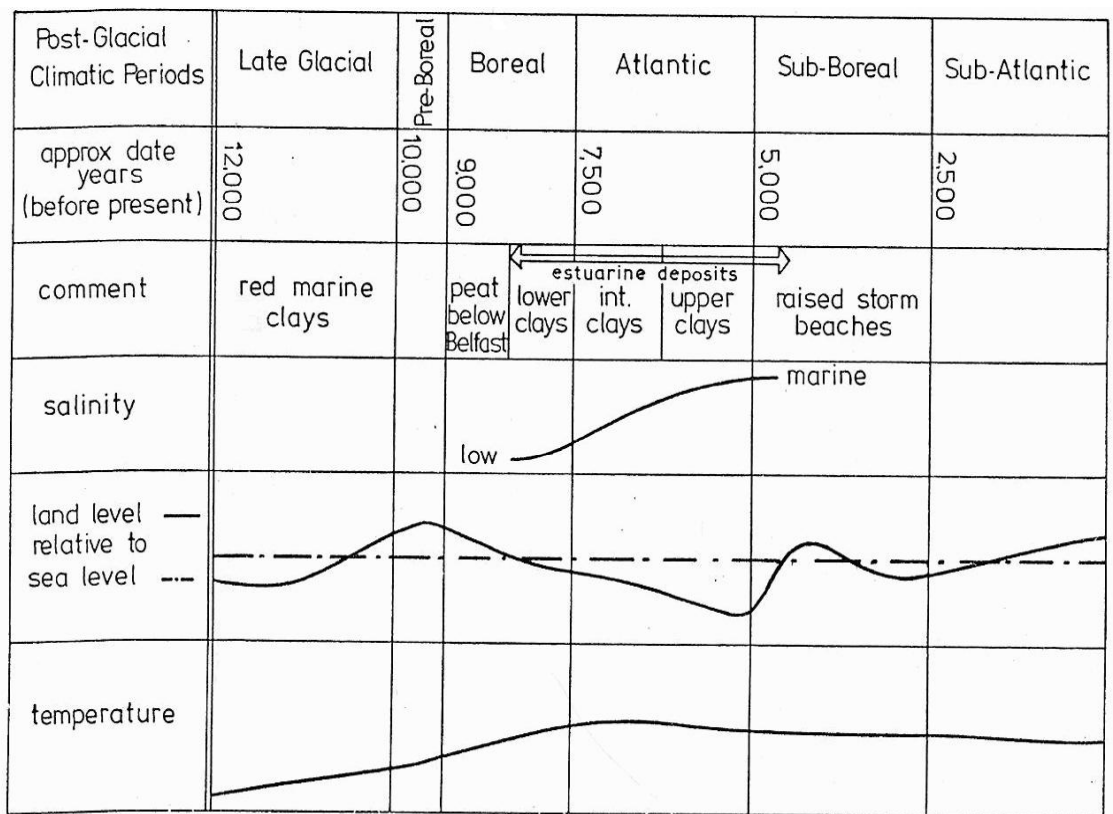 Post-Glacial
Climatic Periods
Late Glacial
Pre-Boreal
Boreal
Atlantic
Sub-Boreal
Sub-Atlantic
approx date
years
(before present)
12,000
10,000
9,000
7,500
5,000
2,500
comment
red marine
clays
peat
below
Belfast
estuarine deposits
lower
clays
int.
clays
upper
clays
raised storm
beaches
salinity
low
marine
land level
relative to
sea level
temperature